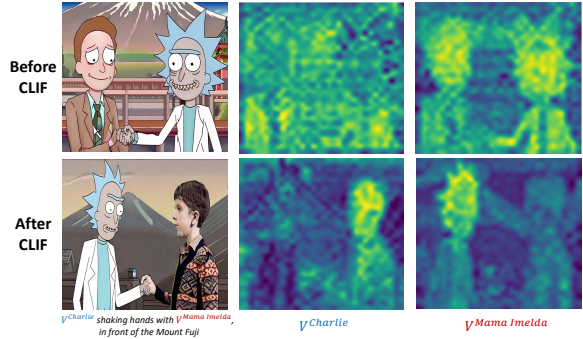 Before
CLIF
After
CLIF
V^Charlie shaking hands with V^Mama Imelda,
in front of the Mount Fuji
V^Charlie
V^Mama Imelda